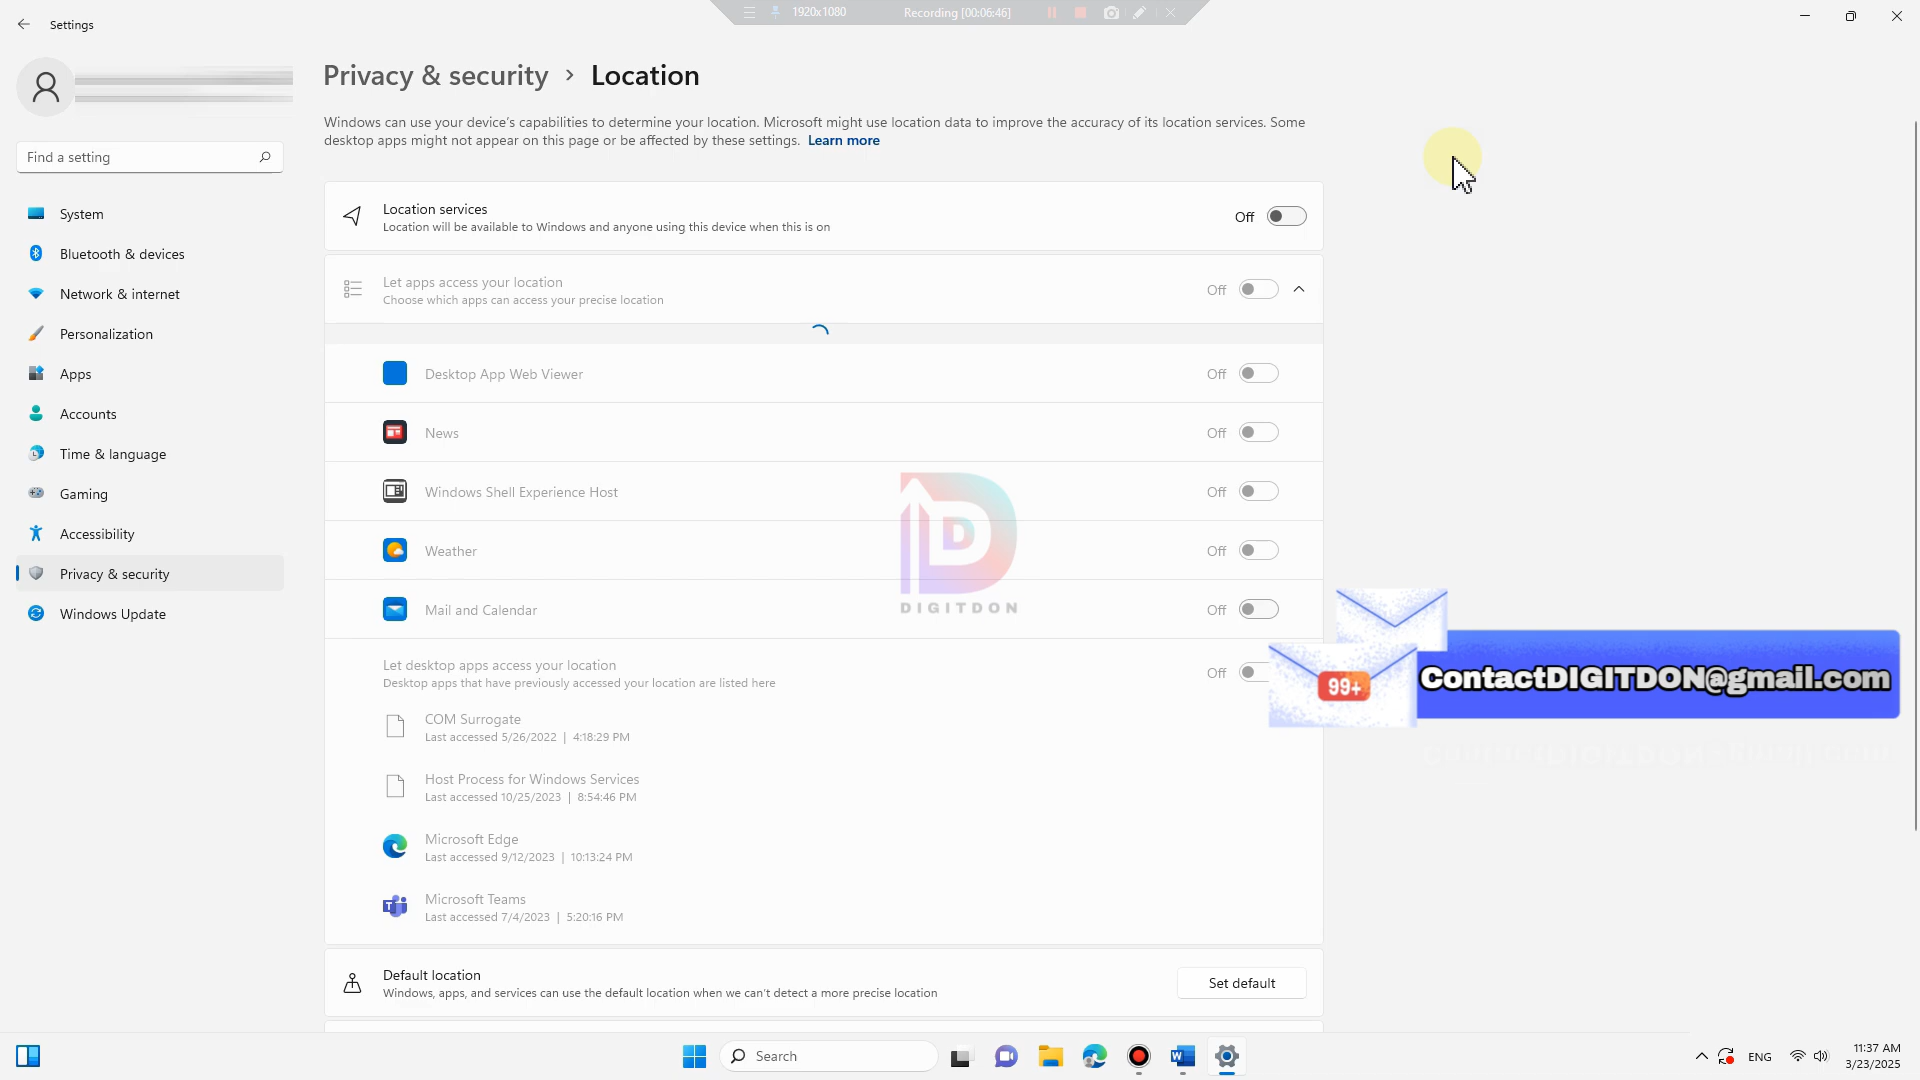 1920x1080
Recording [00:06:46]
Settings
Privacy & security > Location
Windows can use your device's capabilities to determine your location. Microsoft might use location data to improve the accuracy of its location services. Some
desktop apps might not appear on this page or be affected by these settings. Learn more
Find a setting
System
Bluetooth & devices
Network & internet
Personalization
Apps
Accounts
Time & language
Gaming
Accessibility
Privacy & security
Windows Update
Location services
Location will be available to Windows and anyone using this device when this is on
Off
Let apps access your location
Choose which apps can access your precise location
Off
Desktop App Web Viewer
Off
News
Off
Windows Shell Experience Host
Off
Weather
Off
Mail and Calendar
Off
DIGITDON
Let desktop apps access your location
Desktop apps that have previously accessed your location are listed here
Off
99+
ContactDIGITDON@gmail.com
COM Surrogate
Last accessed 5/26/2022 | 4:18:29 PM
Host Process for Windows Services
Last accessed 10/25/2023 | 8:54:46 PM
Microsoft Edge
Last accessed 9/12/2023 | 10:13:24 PM
Microsoft Teams
Last accessed 7/4/2023 | 5:20:16 PM
Default location
Windows, apps, and services can use the default location when we can't detect a more precise location
Set default
Search
ENG
11:37 AM
3/23/2025